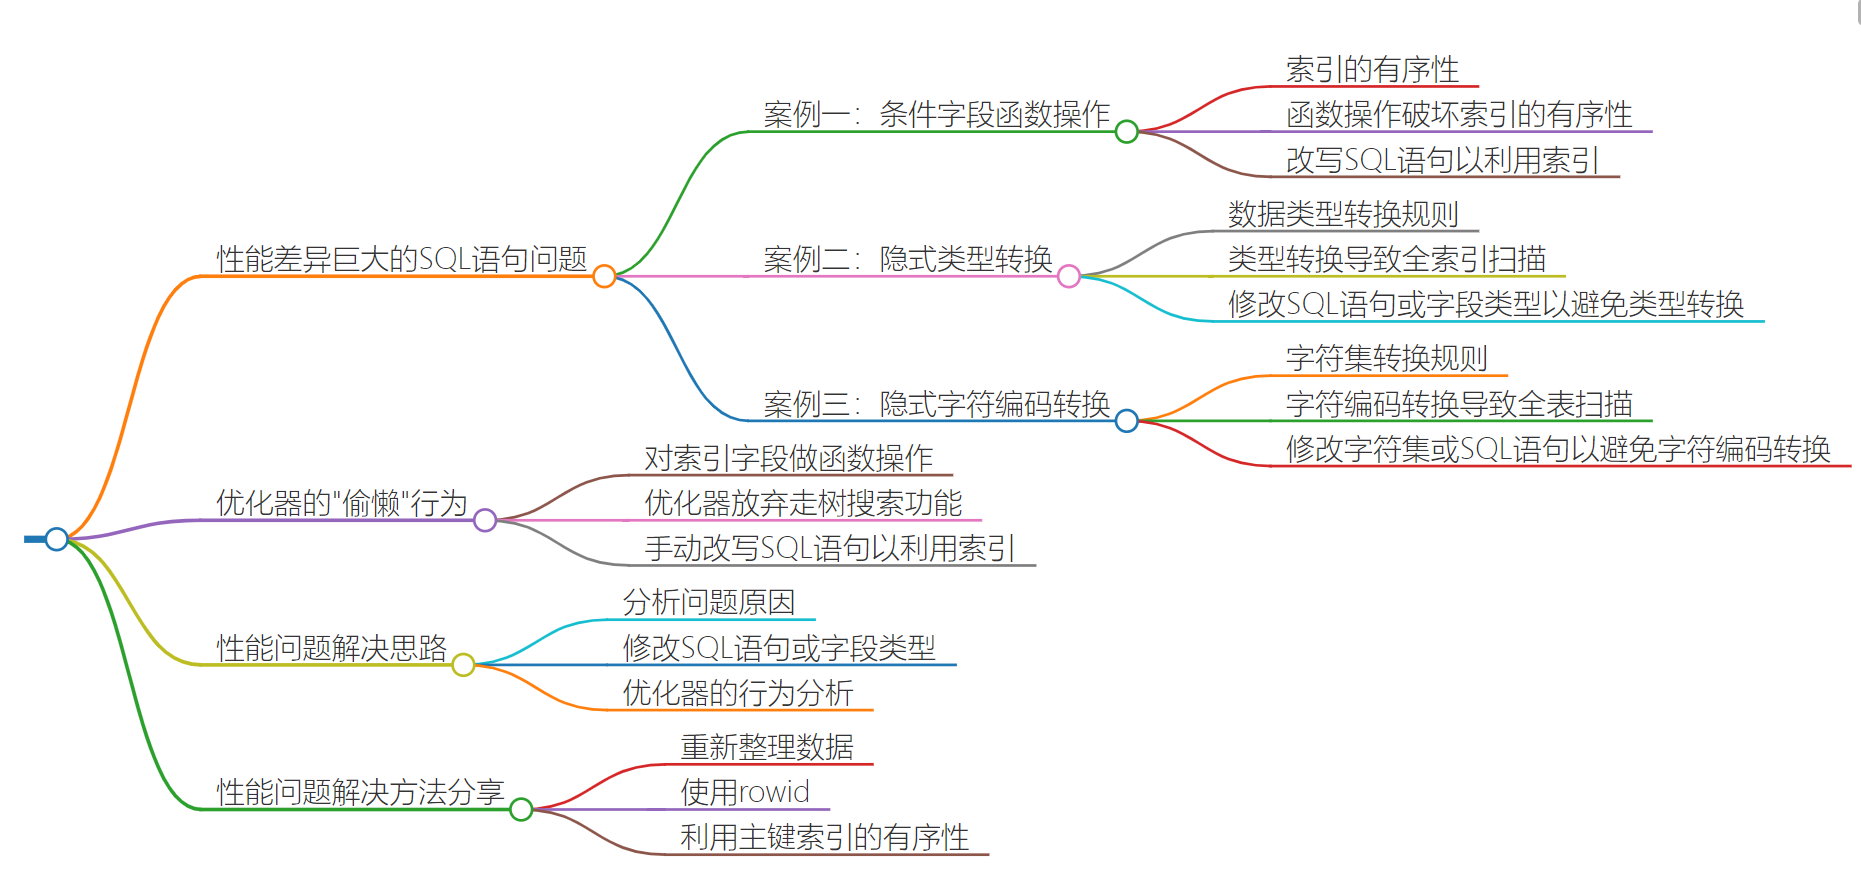 性能差异巨大的SQL语句问题
案例一：条件字段函数操作
索引的有序性
函数操作破坏索引的有序性
改写SQL语句以利用索引
案例二：隐式类型转换
数据类型转换规则
类型转换导致全索引扫描
修改SQL语句或字段类型以避免类型转换
案例三：隐式字符编码转换
字符集转换规则
字符编码转换导致全表扫描
修改字符集或SQL语句以避免字符编码转换
优化器的"偷懒"行为
对索引字段做函数操作
优化器放弃走树搜索功能
手动改写SQL语句以利用索引
性能问题解决思路
分析问题原因
修改SQL语句或字段类型
优化器的行为分析
性能问题解决方法分享
重新整理数据
使用rowid
利用主键索引的有序性